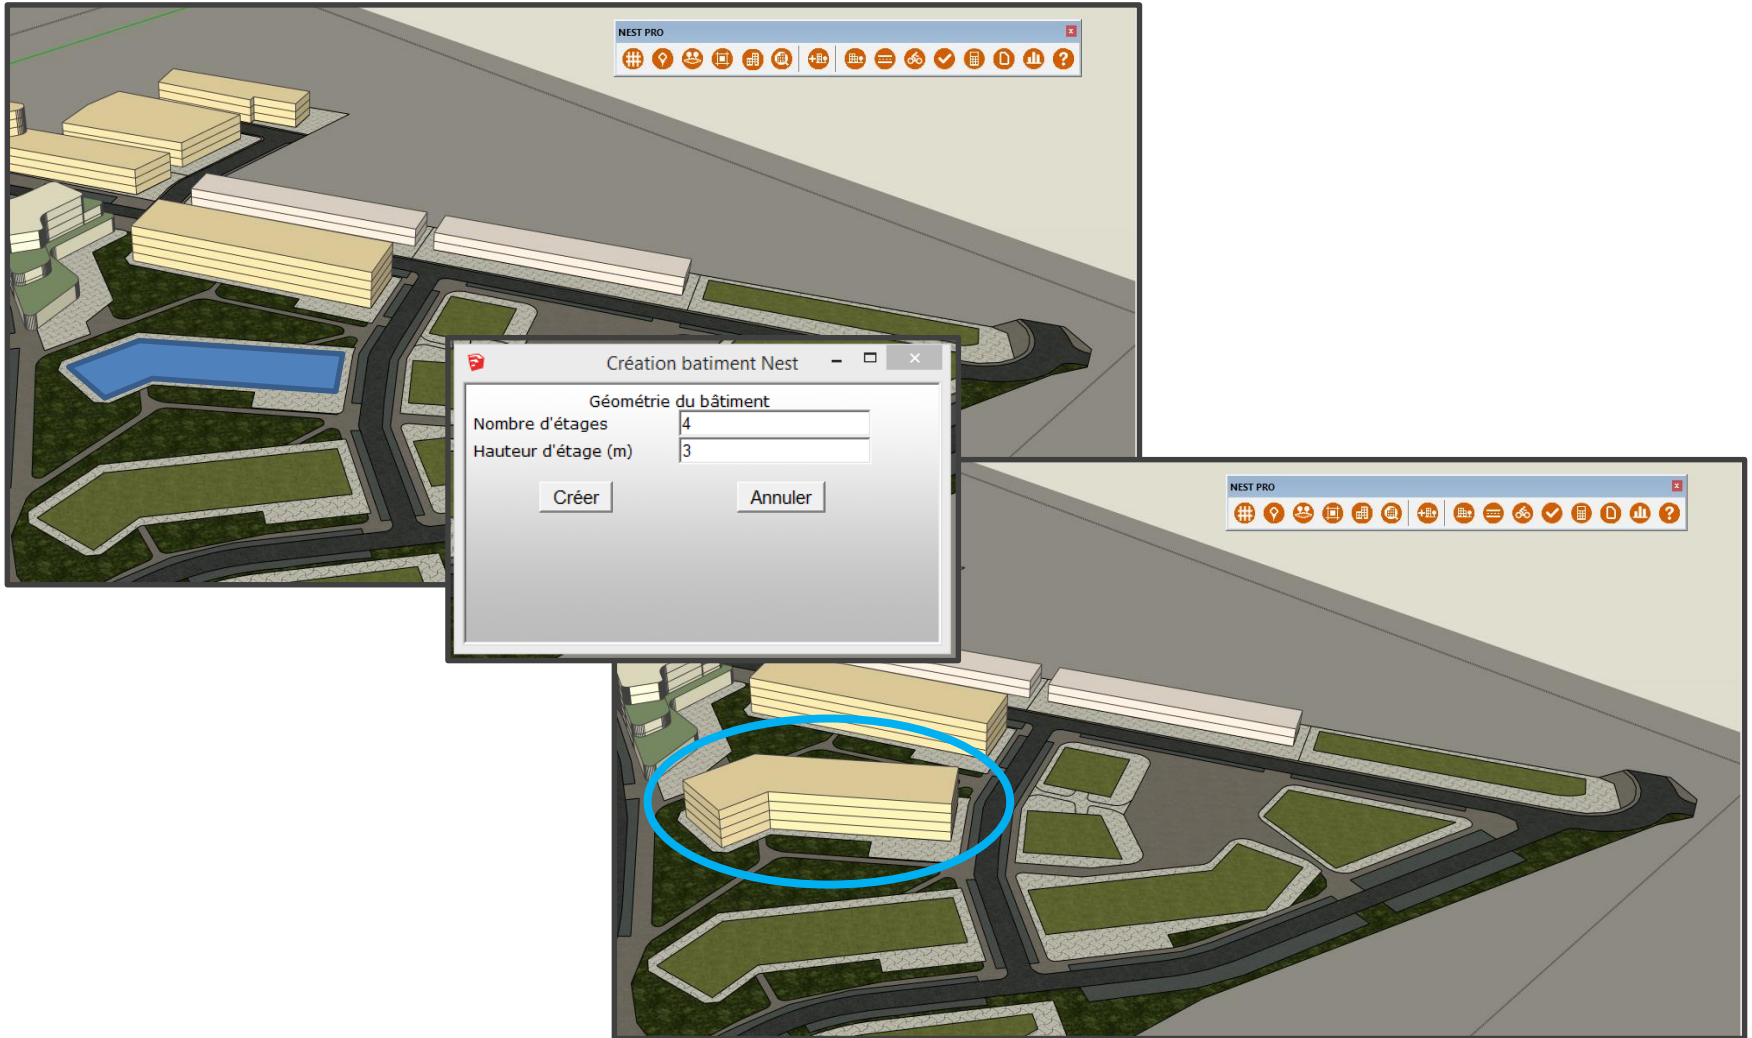 NEST PRO
Création batiment Nest
Géométrie du bâtiment
Nombre d'étages 4
Hauteur d'étage (m) 3
Créer Annuler
NEST PRO